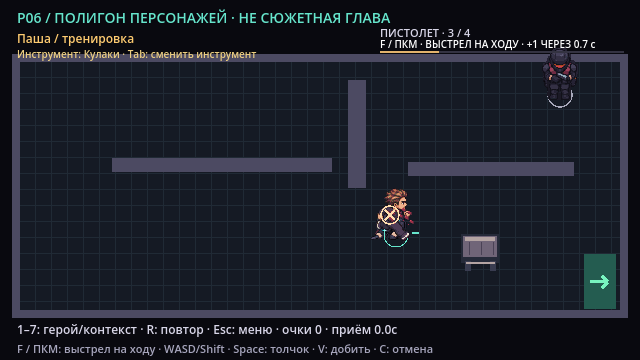 P06 / ПОЛИГОН ПЕРСОНАЖЕЙ · НЕ СЮЖЕТНАЯ ГЛАВА
Паша / тренировка
ПИСТОЛЕТ · 3 / 4
F / ПКМ · ВЫСТРЕЛ НА ХОДУ · +1 ЧЕРЕЗ 0.7 с
Инструмент: Кулаки · Tab: сменить инструмент
1–7: герой/контекст · R: повтор · Esc: меню · очки 0 · приём 0.0с
F / ПКМ: выстрел на ходу · WASD/Shift · Space: толчок · V: добить · C: отмена